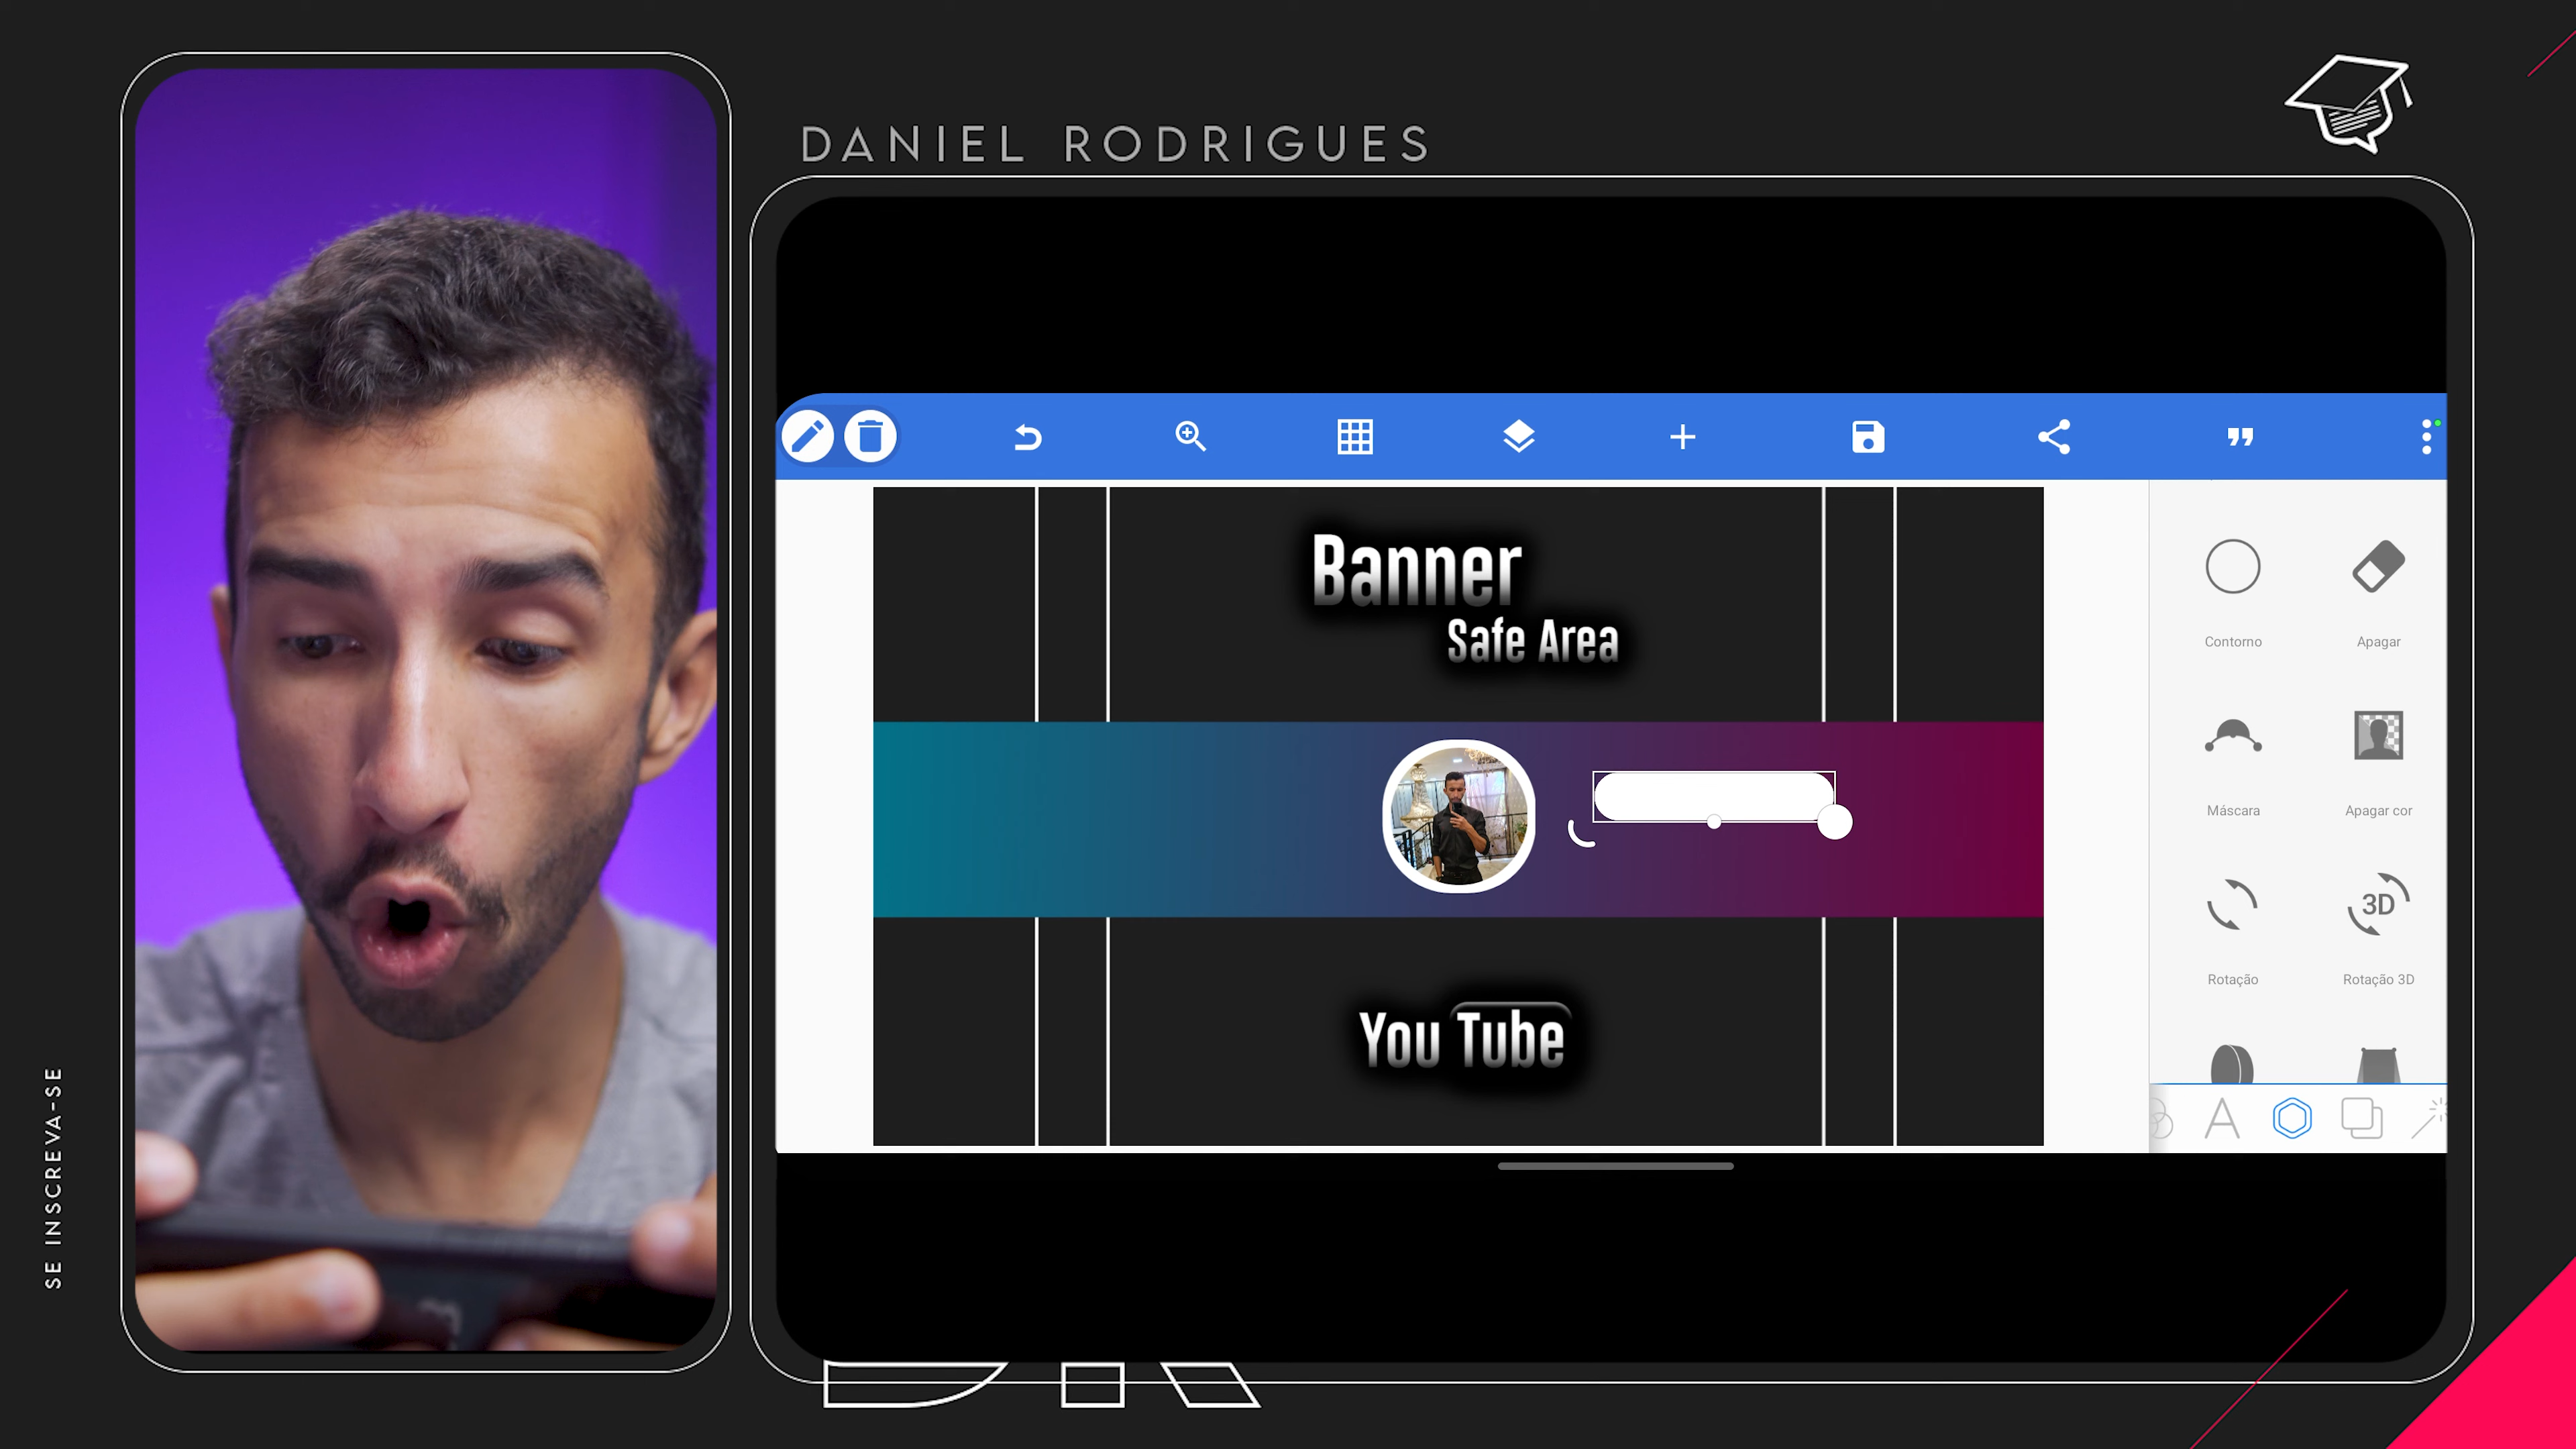 DANIEL RODRIGUES
Banner
Safe Area
You Tube
Contorno
Apagar
Máscara
Apagar cor
Rotação
3D
Rotação 3D
SE INSCREVA-SE